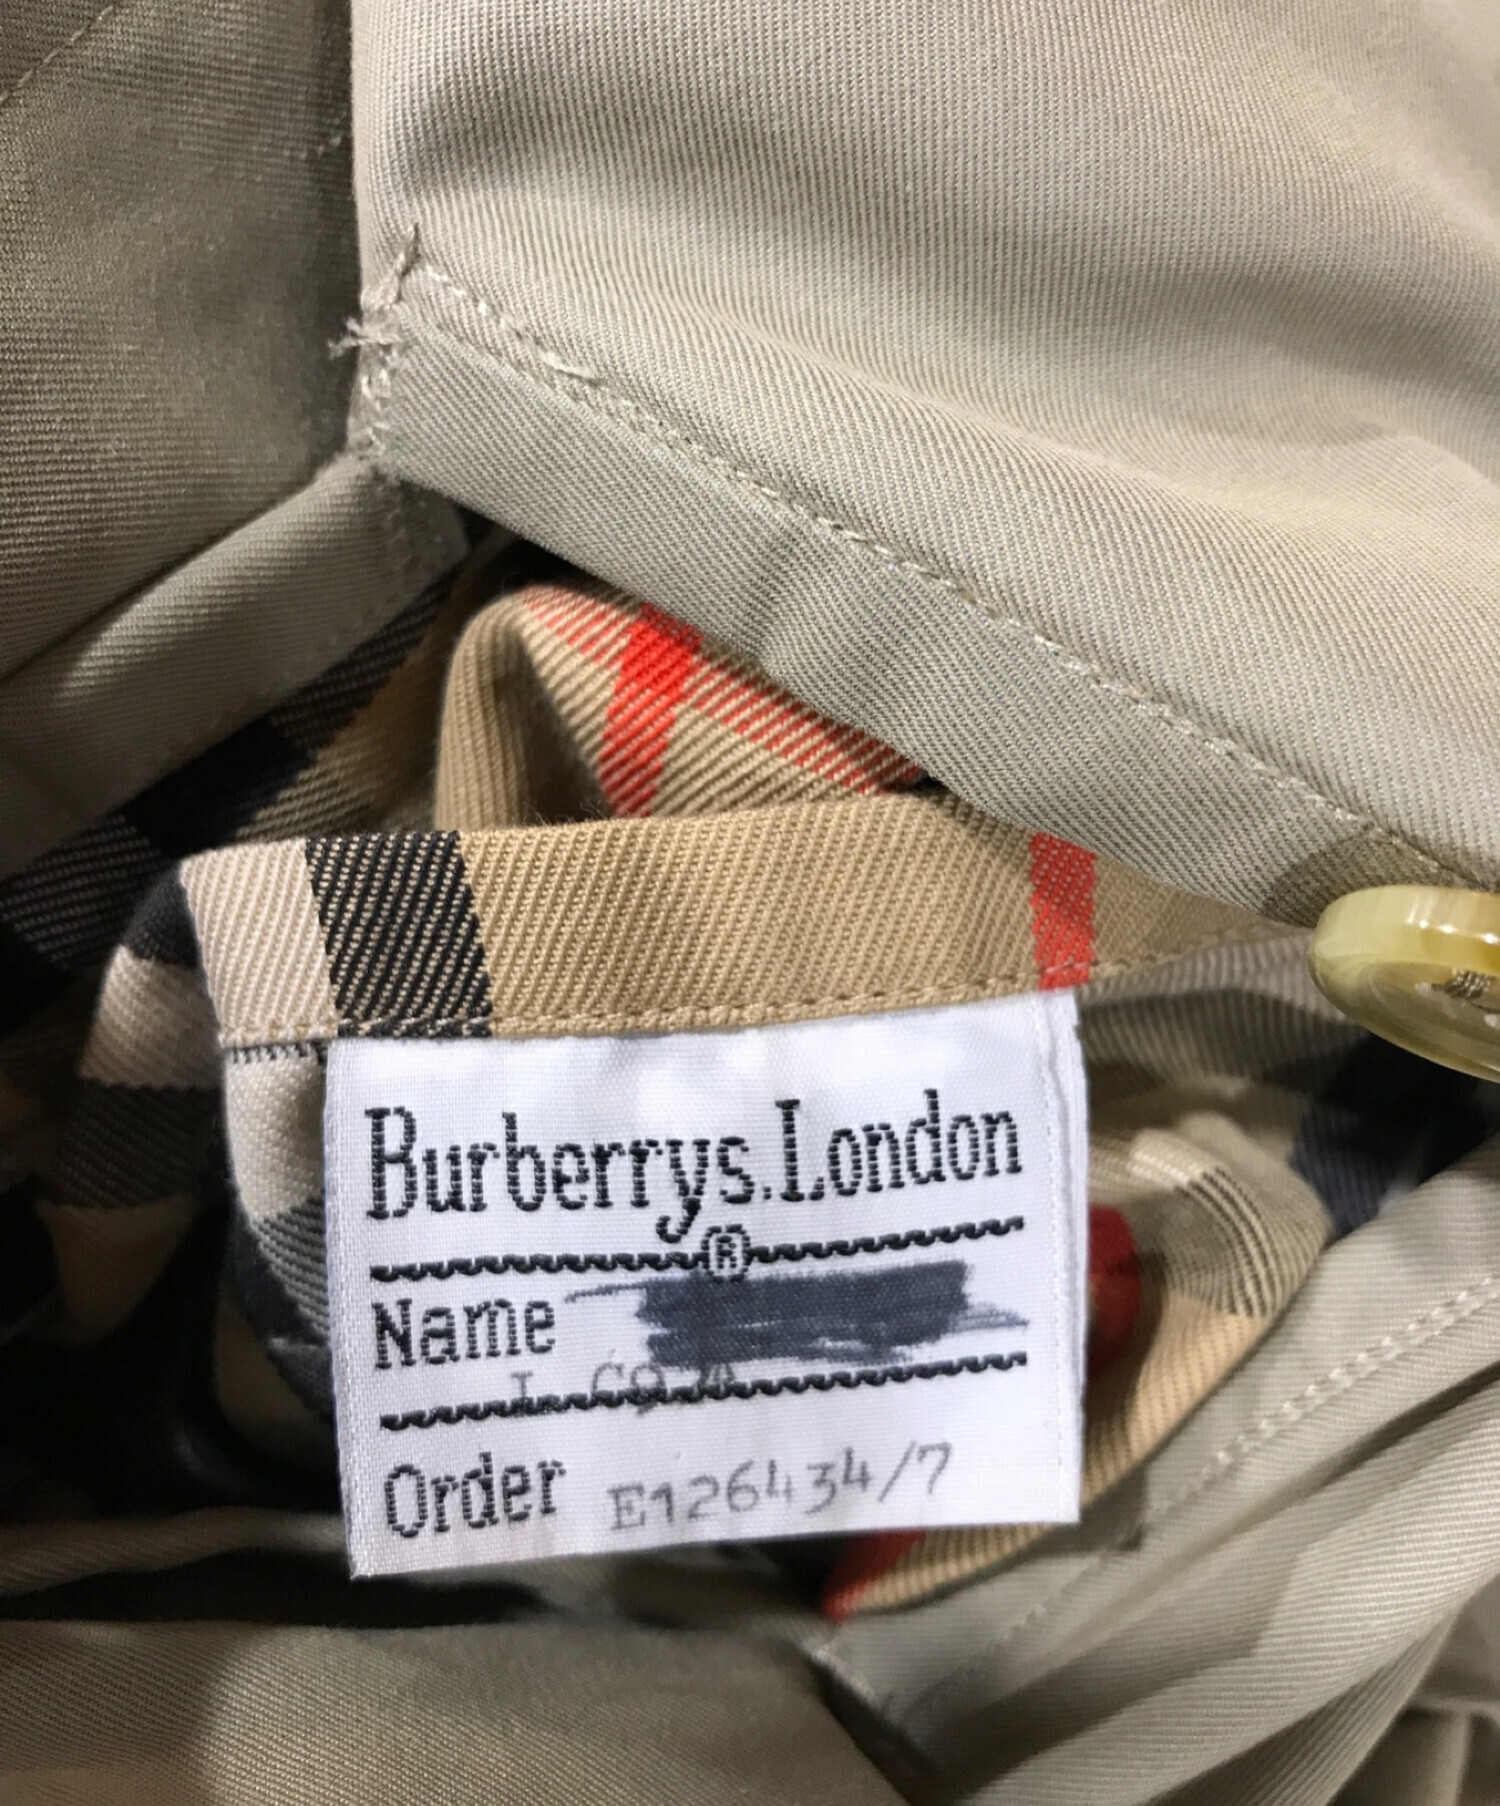 Burberrys. London
®
Name
Order E126434/7